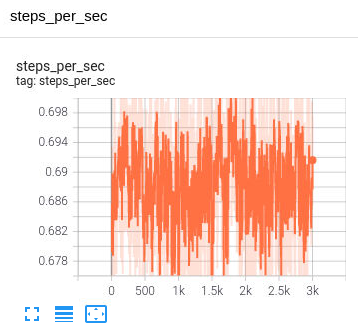 steps_per_sec
steps_per_sec
tag: steps_per_sec
0.698
0.694
0.69
0.686
0.682
0.678
0 500 1k 1.5k 2k 2.5k 3k